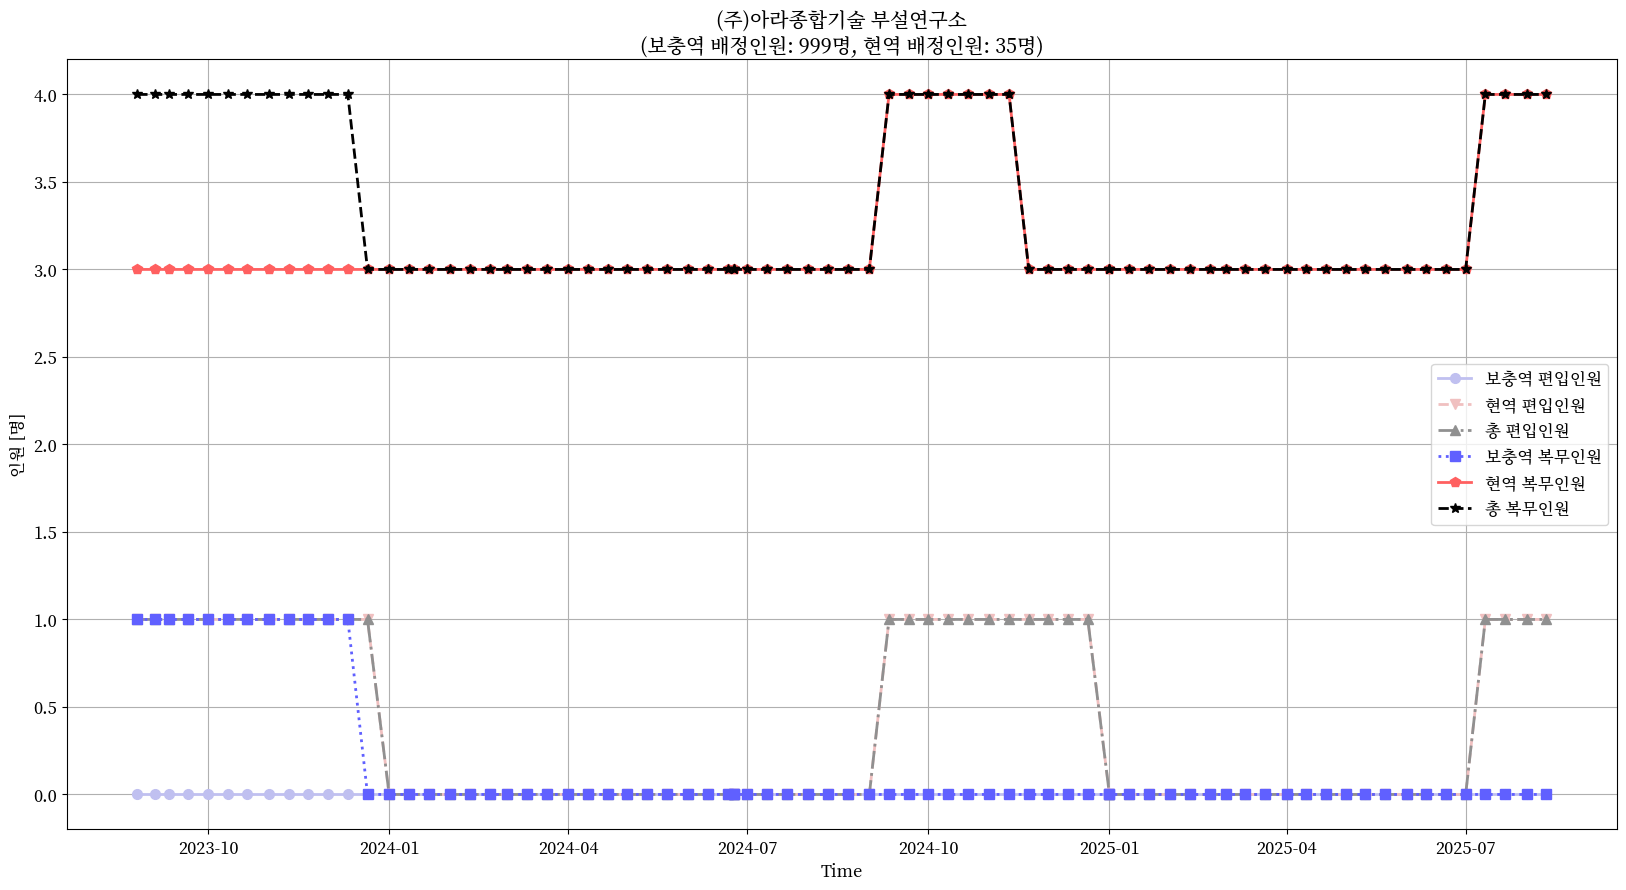 (주)아라종합기술 부설연구소
(보충역 배정인원: 999명, 현역 배정인원: 35명)
4.0
3.5
3.0
2.5
2.0
1.5
1.0
0.5
0.0
인원 [명]
보충역 편입인원
현역 편입인원
총 편입인원
보충역 복무인원
현역 복무인원
총 복무인원
2023-10
2024-01
2024-04
2024-07
2024-10
2025-01
2025-04
2025-07
Time